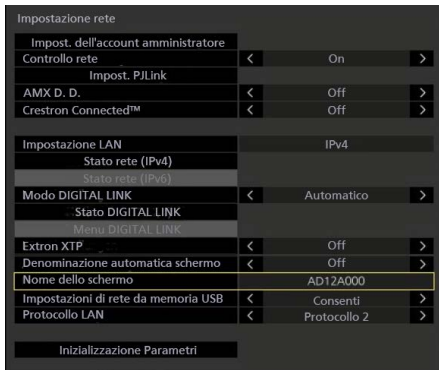 Impostazione rete
Impost. dell'account amministratore
Controllo rete < On >
Impost. PJLink
AMX D. D. < Off >
Crestron Connected™ < Off >
Impostazione LAN IPv4
Stato rete (IPv4)
Stato rete (IPv6)
Modo DIGITAL LINK < Automatico >
Stato DIGITAL LINK
Menu DIGITAL LINK
Extron XTP < Off >
Denominazione automatica schermo < Off >
Nome dello schermo AD12A000
Impostazioni di rete da memoria USB < Consenti >
Protocollo LAN < Protocollo 2 >
Inizializzazione Parametri